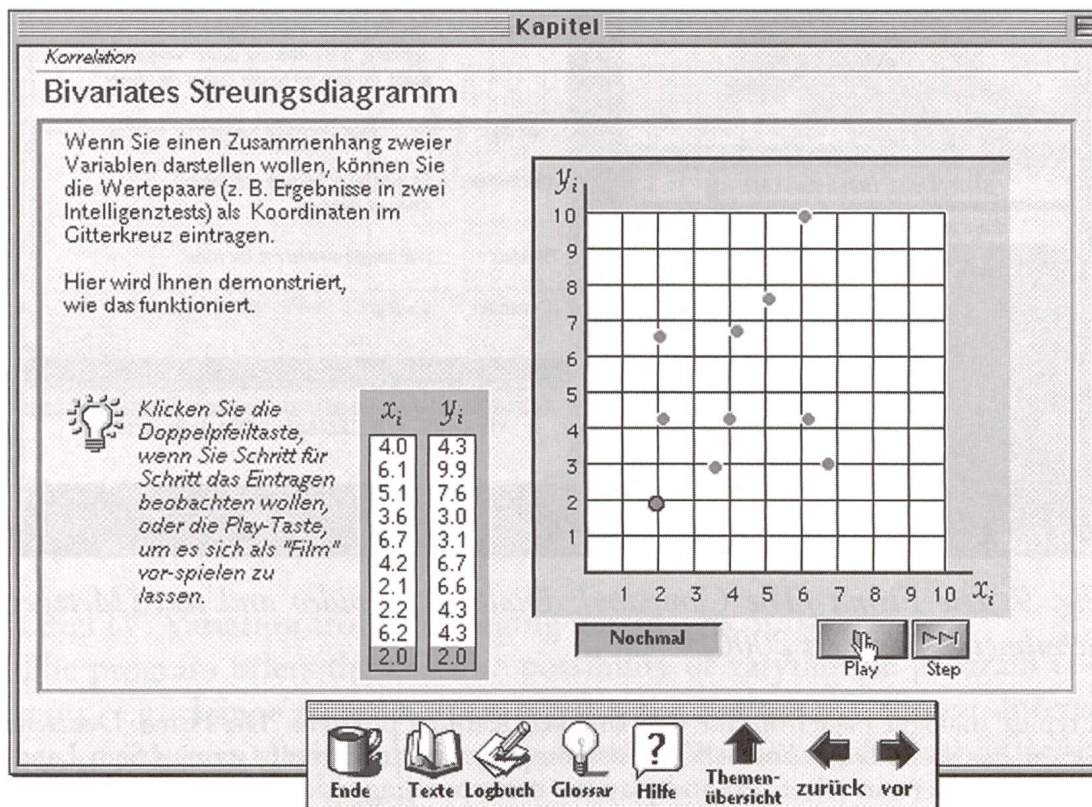 Kapitel
Korrelation
Bivariates Streungsdiagramm
Wenn Sie einen Zusammenhang zweier
Variablen darstellen wollen, können Sie
die Wertepaare (z. B. Ergebnisse in zwei
Intelligenztests) als Koordinaten im
Gitterkreuz eintragen.
Hier wird Ihnen demonstriert,
wie das funktioniert.
Klicken Sie die
Doppelpfeiltaste,
wenn Sie Schritt für
Schritt das Eintragen
beobachten wollen,
oder die Play-Taste,
um es sich als "Film"
vor-spielen zu
lassen.
xi yi
4.0 4.3
6.1 9.9
5.1 7.6
3.6 3.0
6.7 3.1
4.2 6.7
2.1 6.6
2.2 4.3
6.2 4.3
2.0 2.0
yi
10
9
8
7
6
5
4
3
2
1
1 2 3 4 5 6 7 8 9 10 xi
Nochmal
Play Step
Ende Texte Logbuch Glossar Hilfe Themen-
übersicht zurück vor